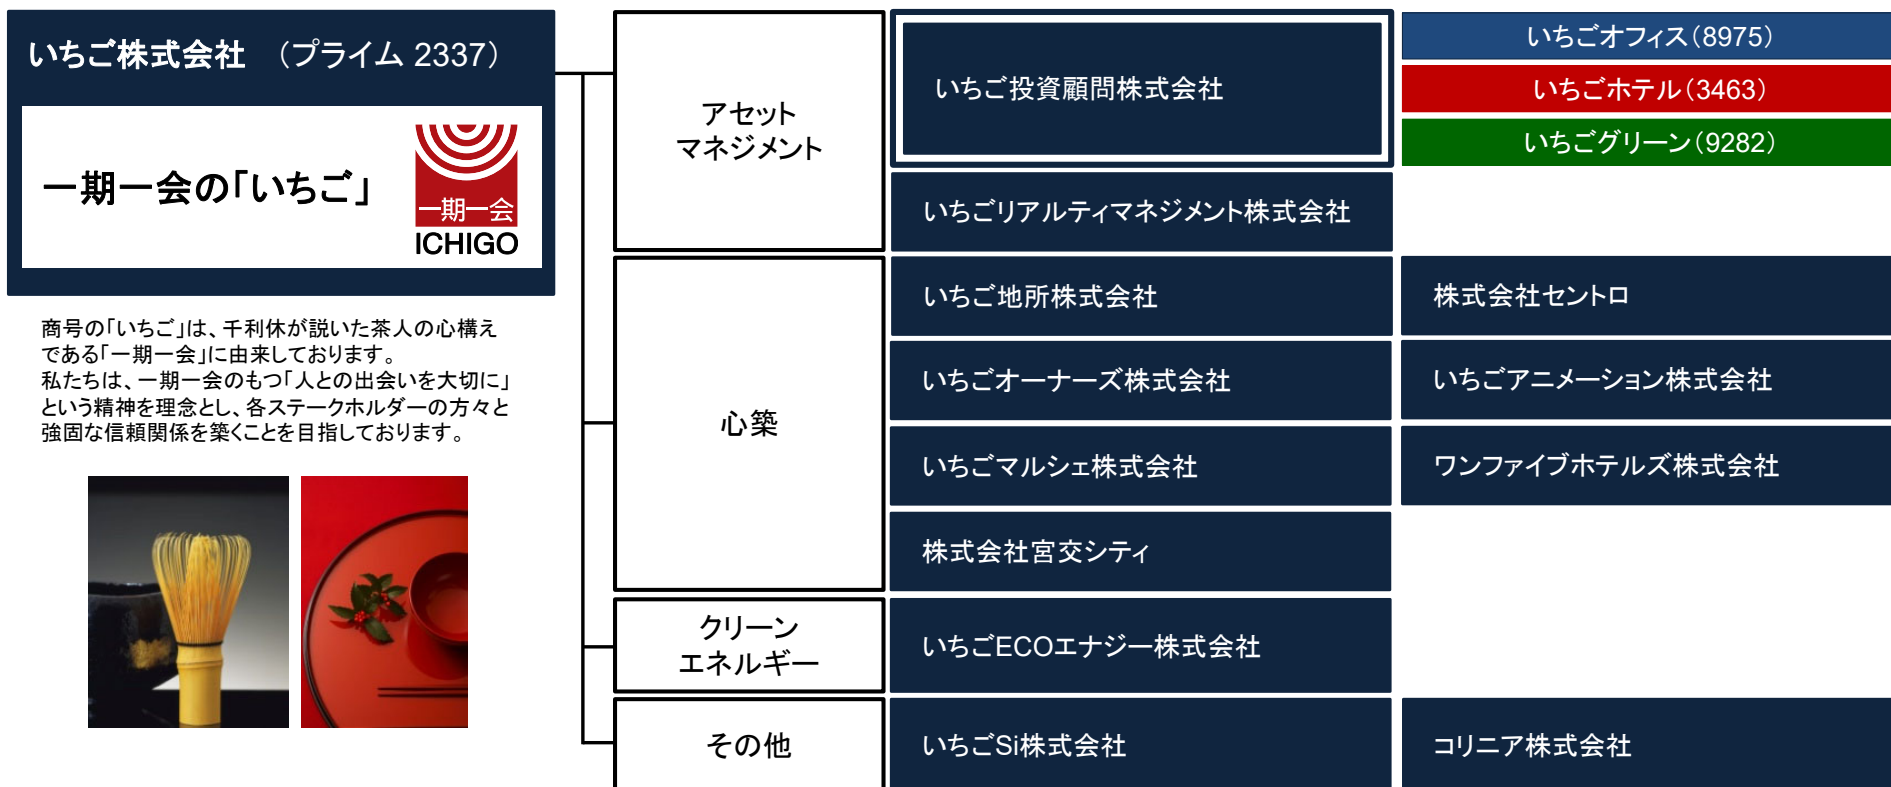 いちご株式会社 （プライム 2337）
一期一会の「いちご」
一期一会
ICHIGO
商号の「いちご」は、千利休が説いた茶人の心構え
である「一期一会」に由来しております。
私たちは、一期一会のもつ「人との出会いを大切に」
という精神を理念とし、各ステークホルダーの方々と
強固な信頼関係を築くことを目指しております。
アセット
マネジメント
いちご投資顧問株式会社
いちごオフィス（8975）
いちごホテル（3463）
いちごグリーン（9282）
いちごリアルティマネジメント株式会社
心築
いちご地所株式会社
株式会社セントロ
いちごオーナーズ株式会社
いちごアニメーション株式会社
いちごマルシェ株式会社
ワンファイブホテルズ株式会社
株式会社宮交シティ
クリーン
エネルギー
いちごECOエナジー株式会社
その他
いちごSi株式会社
コリニア株式会社